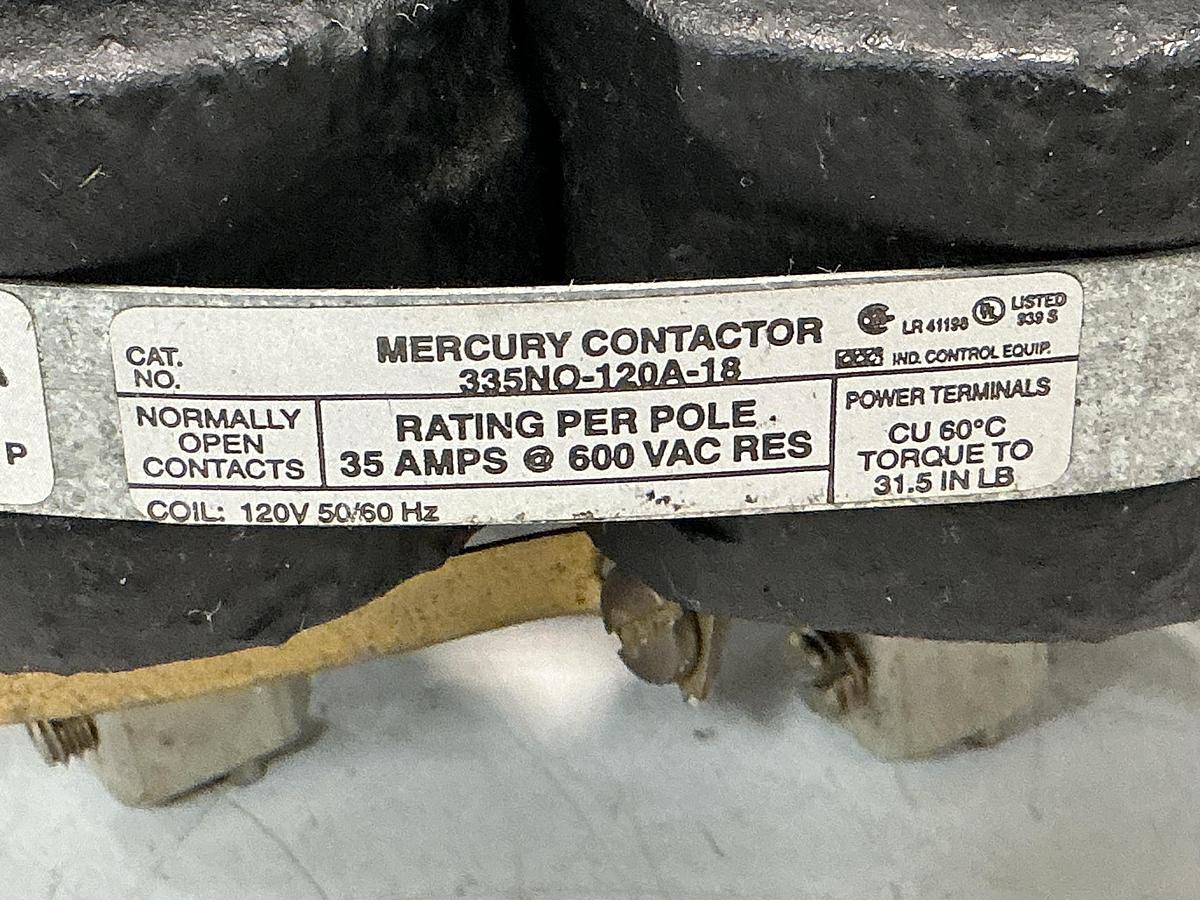 P
MERCURY CONTACTOR
CAT.
NO.
335NO-120A-18
LR 41198
UL
LISTED
939 S
IND. CONTROL EQUIP.
NORMALLY
OPEN
CONTACTS
RATING PER POLE
35 AMPS @ 600 VAC RES
POWER TERMINALS
CU 60°C
TORQUE TO
31.5 IN LB
COIL: 120V 50/60 Hz